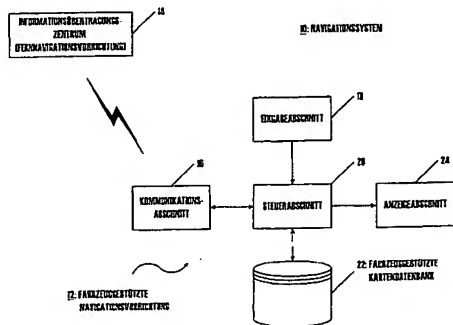 14
INFORMATIONSÜBERTRAGUNGS-
ZENTRUM
(FERNNAVIGATIONSVORRICHTUNG)
10: NAVIGATIONSSYSTEM
18
EINGABEABSCHNITT
16
20
24
KOMMUNIKATIONS-
ABSCHNITT
STEUERABSCHNITT
ANZEIGEABSCHNITT
12: FAHRZEUGGESTÜTZTE
NAVIGATIONSVORRICHTUNG
22: FAHRZEUGGESTÜTZTE
KARTENDATENBANK